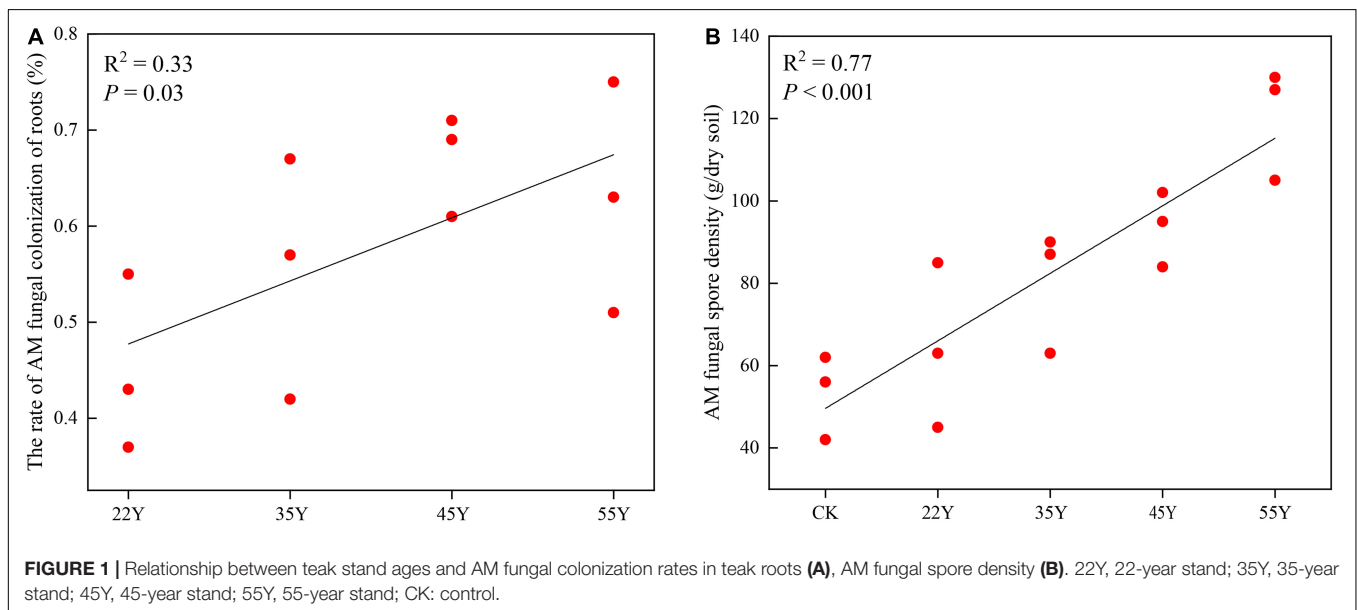 A
R² = 0.33
P = 0.03
The rate of AM fungal colonization of roots (%)
0.8
0.7
0.6
0.5
0.4
22Y 35Y 45Y 55Y
B
R² = 0.77
P < 0.001
AM fungal spore density (g/dry soil)
140
120
100
80
60
40
CK 22Y 35Y 45Y 55Y
FIGURE 1 | Relationship between teak stand ages and AM fungal colonization rates in teak roots (A), AM fungal spore density (B). 22Y, 22-year stand; 35Y, 35-year
stand; 45Y, 45-year stand; 55Y, 55-year stand; CK: control.